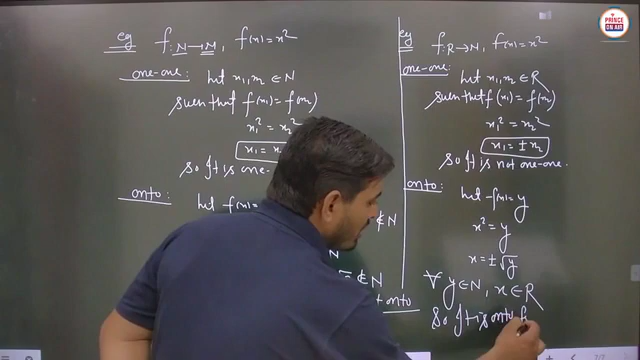 PRINCE
ON AIR
eg f: N→N, f(x)=x²
one-one: let x₁, x₂ ∈ N
such that f(x₁) = f(x₂)
x₁² = x₂²
x₁ = x
So f is one-
onto: let f(x) =
∉ N
N
∉ N
onto
eg f: R→N, f(x)=x²
one-one: let x₁, x₂ ∈ R
such that f(x₁) = f(x₂)
x₁² = x₂²
x₁ = ± x₂
So f is not one-one.
onto: let f(x) = y
x² = y
x = ±√y
∀ y ∈ N, x ∈ R
So f is onto f